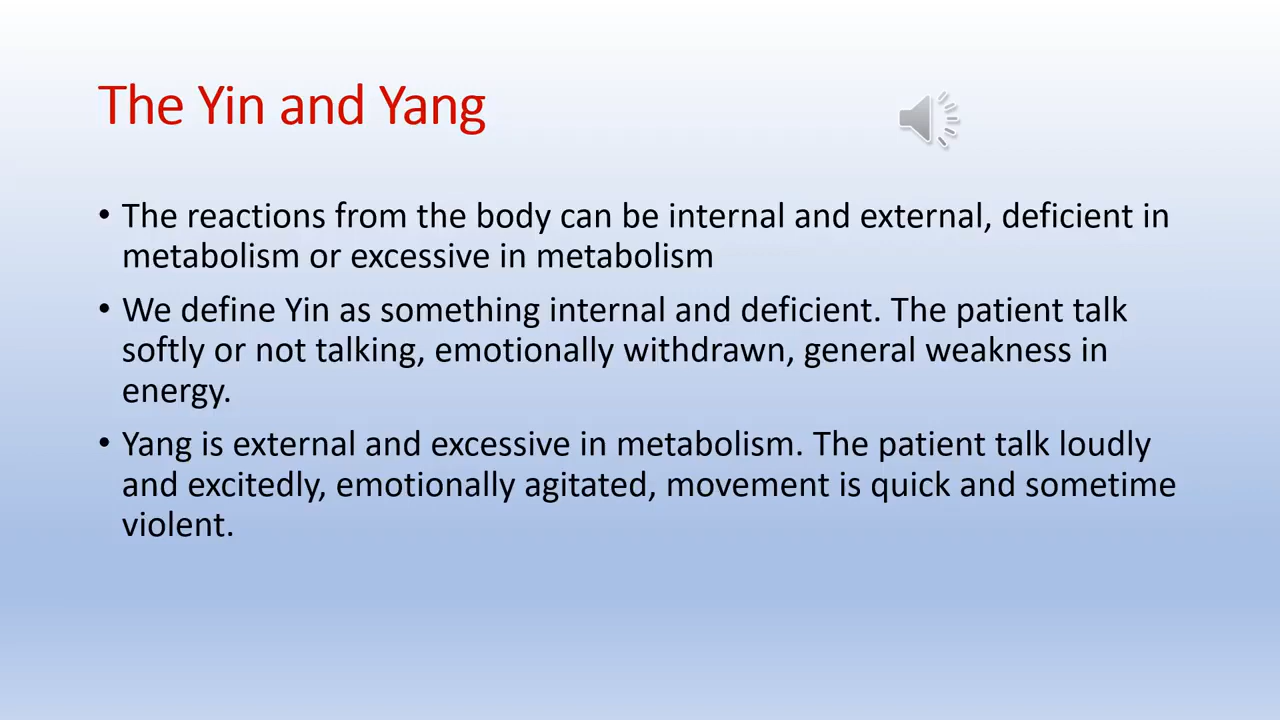 The Yin and Yang
• The reactions from the body can be internal and external, deficient in
metabolism or excessive in metabolism
• We define Yin as something internal and deficient. The patient talk
softly or not talking, emotionally withdrawn, general weakness in
energy.
• Yang is external and excessive in metabolism. The patient talk loudly
and excitedly, emotionally agitated, movement is quick and sometime
violent.